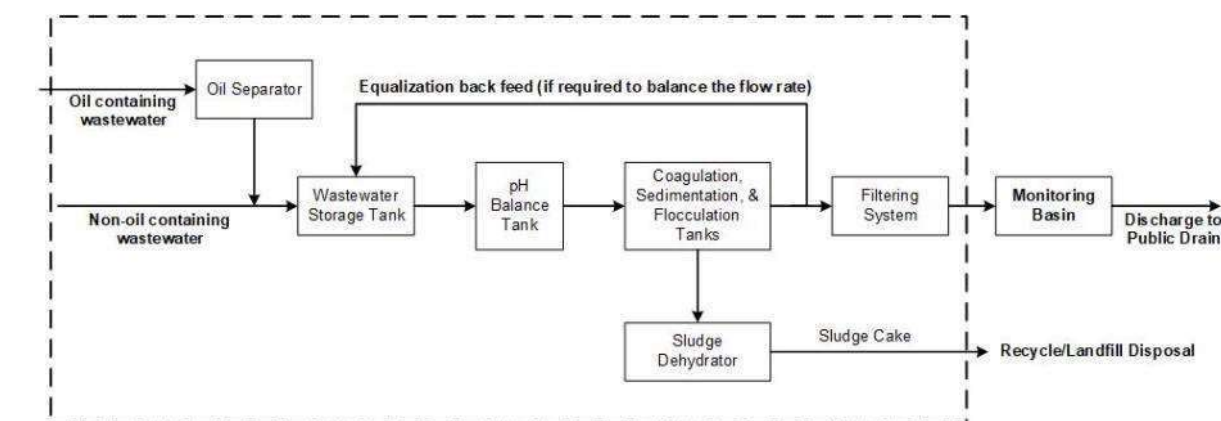 Oil Separator
Equalization back feed (if required to balance the flow rate)
Oil containing
wastewater
Wastewater
Storage Tank
pH
Balance
Tank
Coagulation,
Sedimentation, &
Flocculation
Tanks
Filtering
System
Monitoring
Basin
Non-oil containing
wastewater
Discharge to
Public Drain
Sludge
Dehydrator
Sludge Cake
Recycle/Landfill Disposal